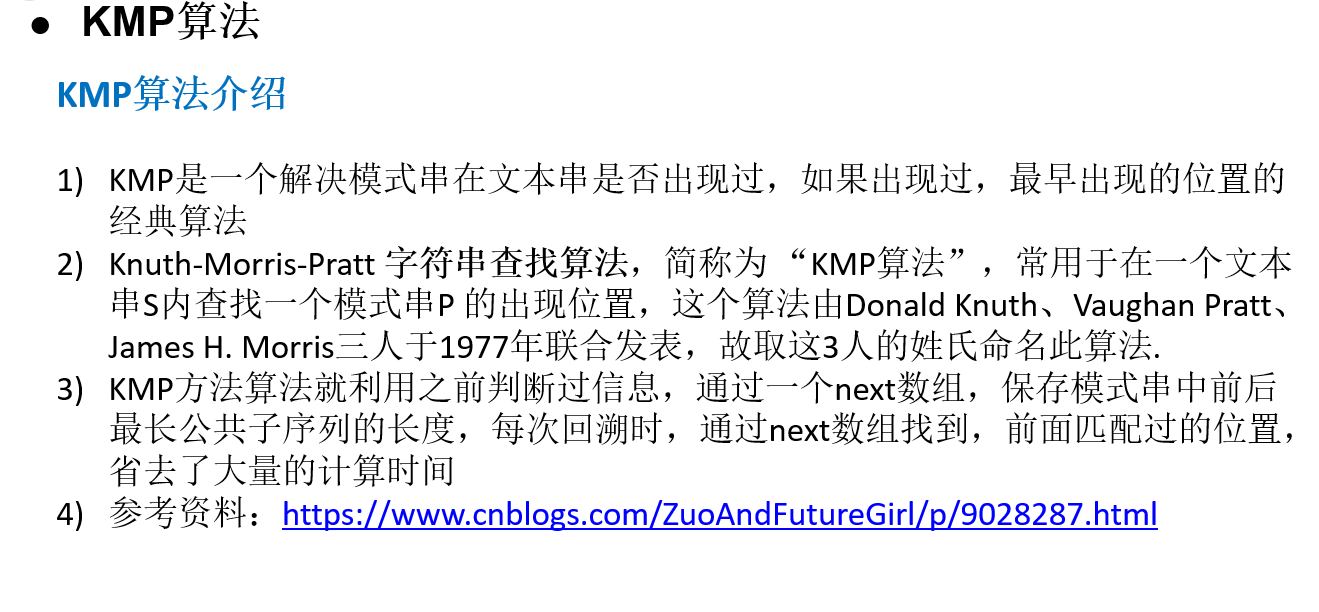 ● KMP算法
KMP算法介绍
1) KMP是一个解决模式串在文本串是否出现过，如果出现过，最早出现的位置的
经典算法
2) Knuth-Morris-Pratt 字符串查找算法，简称为 “KMP算法”，常用于在一个文本
串S内查找一个模式串P 的出现位置，这个算法由Donald Knuth、Vaughan Pratt、
James H. Morris三人于1977年联合发表，故取这3人的姓氏命名此算法.
3) KMP方法算法就利用之前判断过信息，通过一个next数组，保存模式串中前后
最长公共子序列的长度，每次回溯时，通过next数组找到，前面匹配过的位置，
省去了大量的计算时间
4) 参考资料：https://www.cnblogs.com/ZuoAndFutureGirl/p/9028287.html